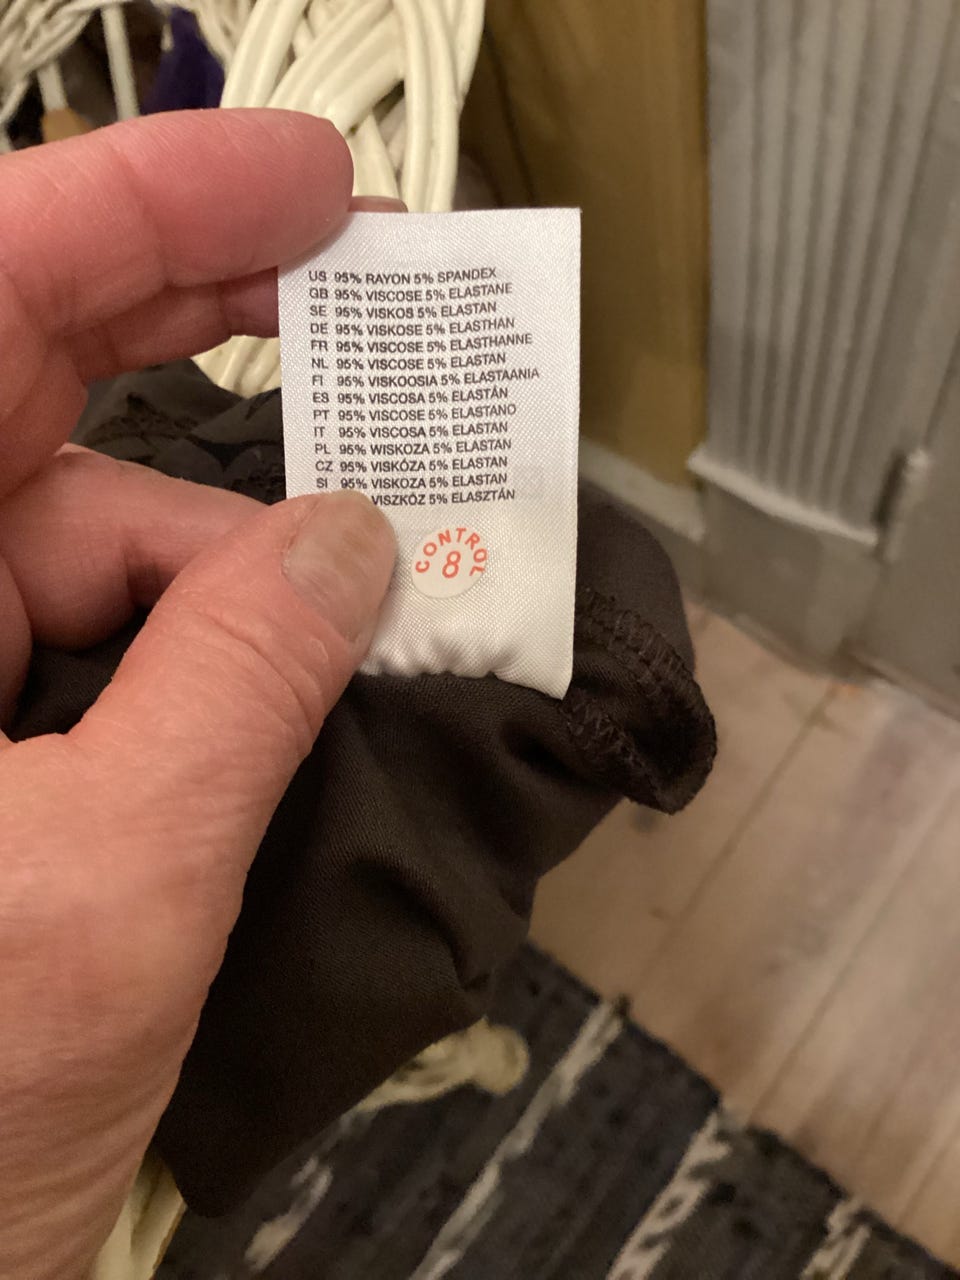 US 95% RAYON 5% SPANDEX
GB 95% VISCOSE 5% ELASTANE
SE 95% VISKOS 5% ELASTAN
DE 95% VISKOSE 5% ELASTHAN
FR 95% VISCOSE 5% ELASTHANNE
NL 95% VISCOSE 5% ELASTAN
FI 95% VISKOOSIA 5% ELASTAANIA
ES 95% VISCOSA 5% ELASTÁN
PT 95% VISCOSE 5% ELASTANO
IT 95% VISCOSA 5% ELASTAN
PL 95% WISKOZA 5% ELASTAN
CZ 95% VISKÓZA 5% ELASTAN
SI 95% VISKOZA 5% ELASTAN
VISZKÓZ 5% ELASZTÁN
CONTROL
8